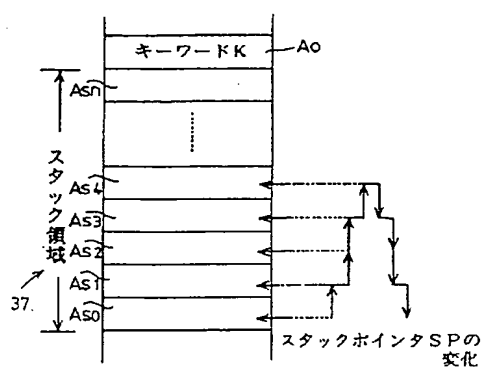 キーワードK
A0
Asn
スタック領域
As4
As3
As2
As1
As0
37
スタックポインタSPの
変化